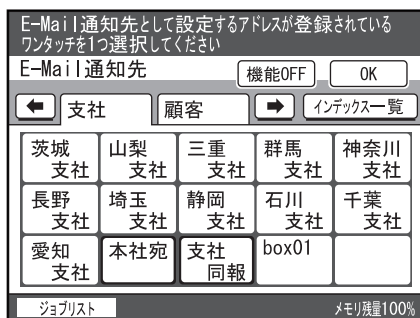 E-Mail通知先として設定するアドレスが登録されている
ワンタッチを1つ選択してください
E-Mail通知先
機能OFF
OK
支社
顧客
インデックス一覧
茨城
支社
山梨
支社
三重
支社
群馬
支社
神奈川
支社
長野
支社
埼玉
支社
静岡
支社
石川
支社
千葉
支社
愛知
支社
本社宛
支社
同報
box01
ジョブリスト
メモリ残量100%